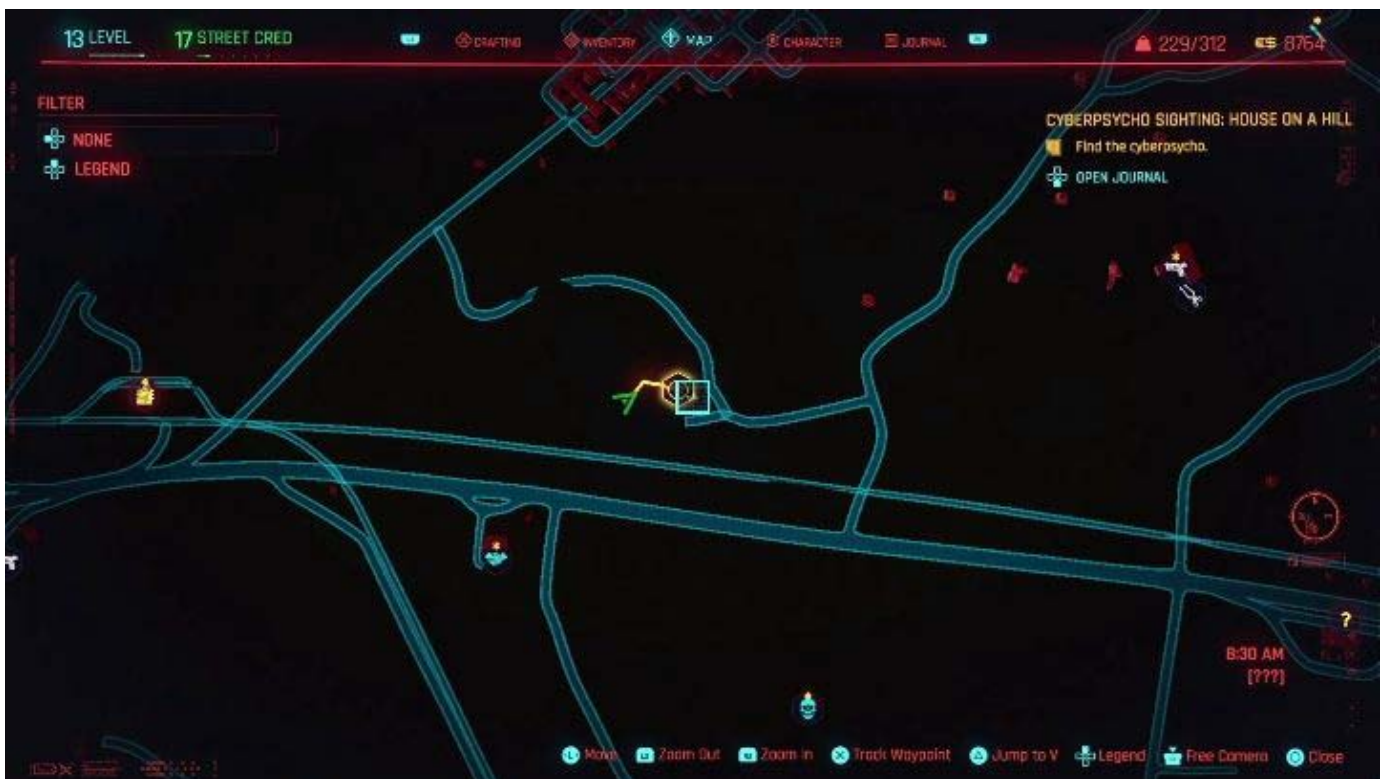 13 LEVEL
17 STREET CRED
CRAFTING
INVENTORY
MAP
CHARACTER
JOURNAL
229/312
€$ 8764
FILTER
NONE
LEGEND
CYBERPSYCHO SIGHTING: HOUSE ON A HILL
Find the cyberpsycho.
OPEN JOURNAL
?
8:30 AM
[???]
L Move
L2 Zoom Out
R2 Zoom In
Track Waypoint
Jump to V
Legend
Free Camera
Close